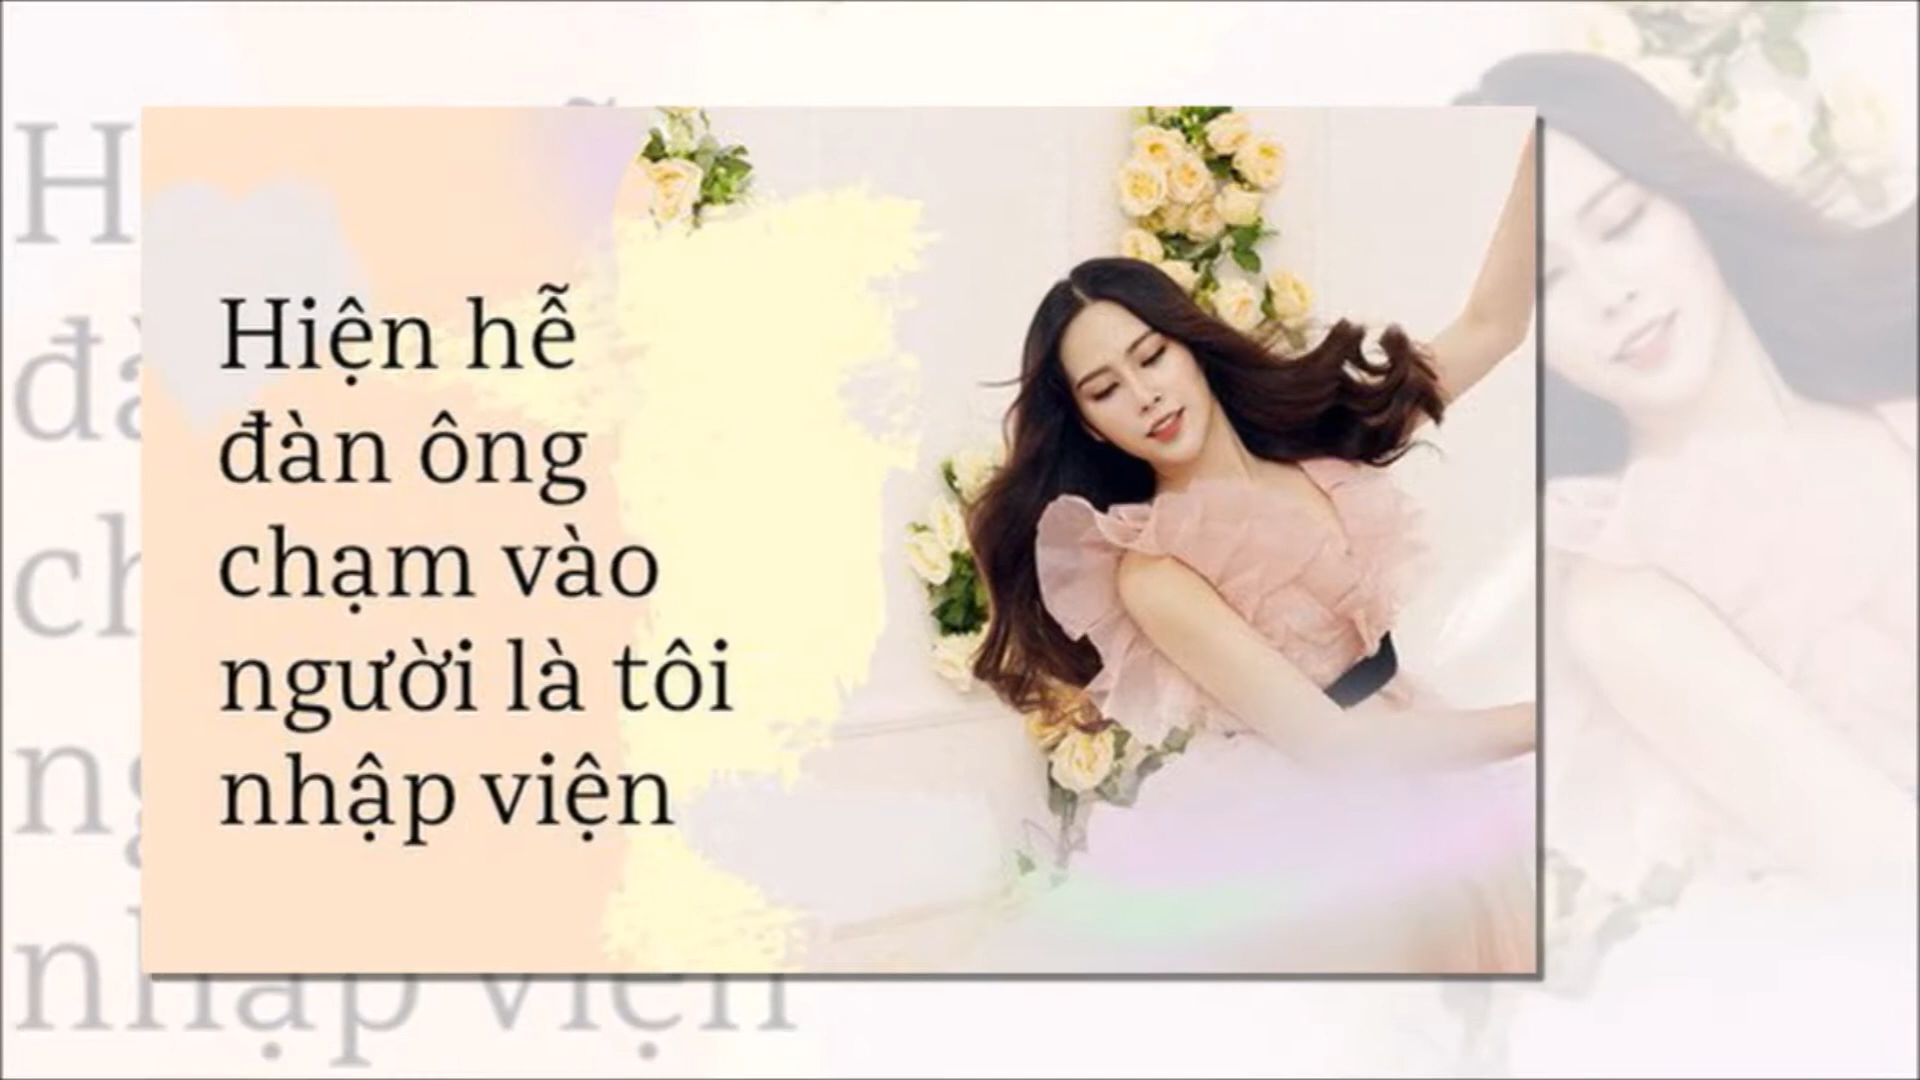 Hiện hễ
đàn ông
chạm vào
người là tôi
nhập viện